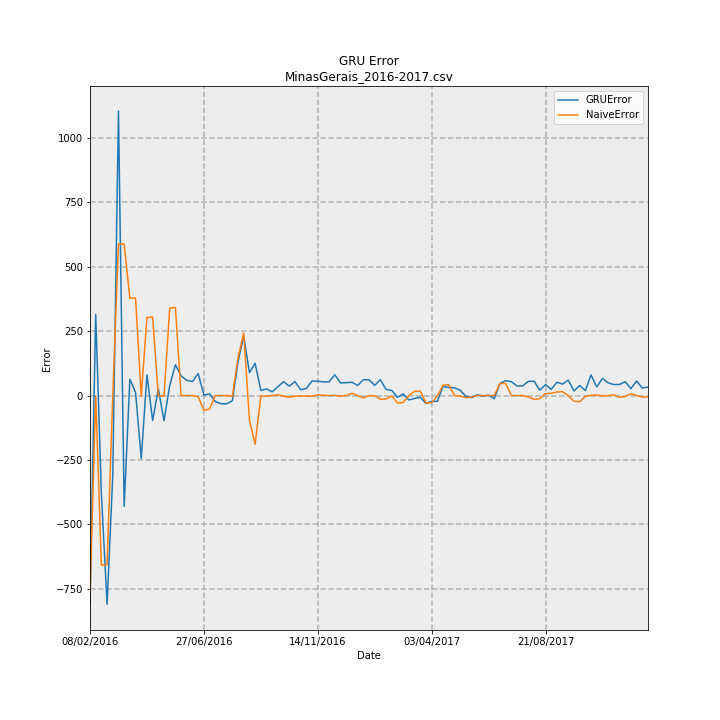 GRU Error
MinasGerais_2016-2017.csv
GRUError
NaiveError
1000
750
500
250
0
−250
−500
−750
Error
08/02/2016 27/06/2016 14/11/2016 03/04/2017 21/08/2017
Date